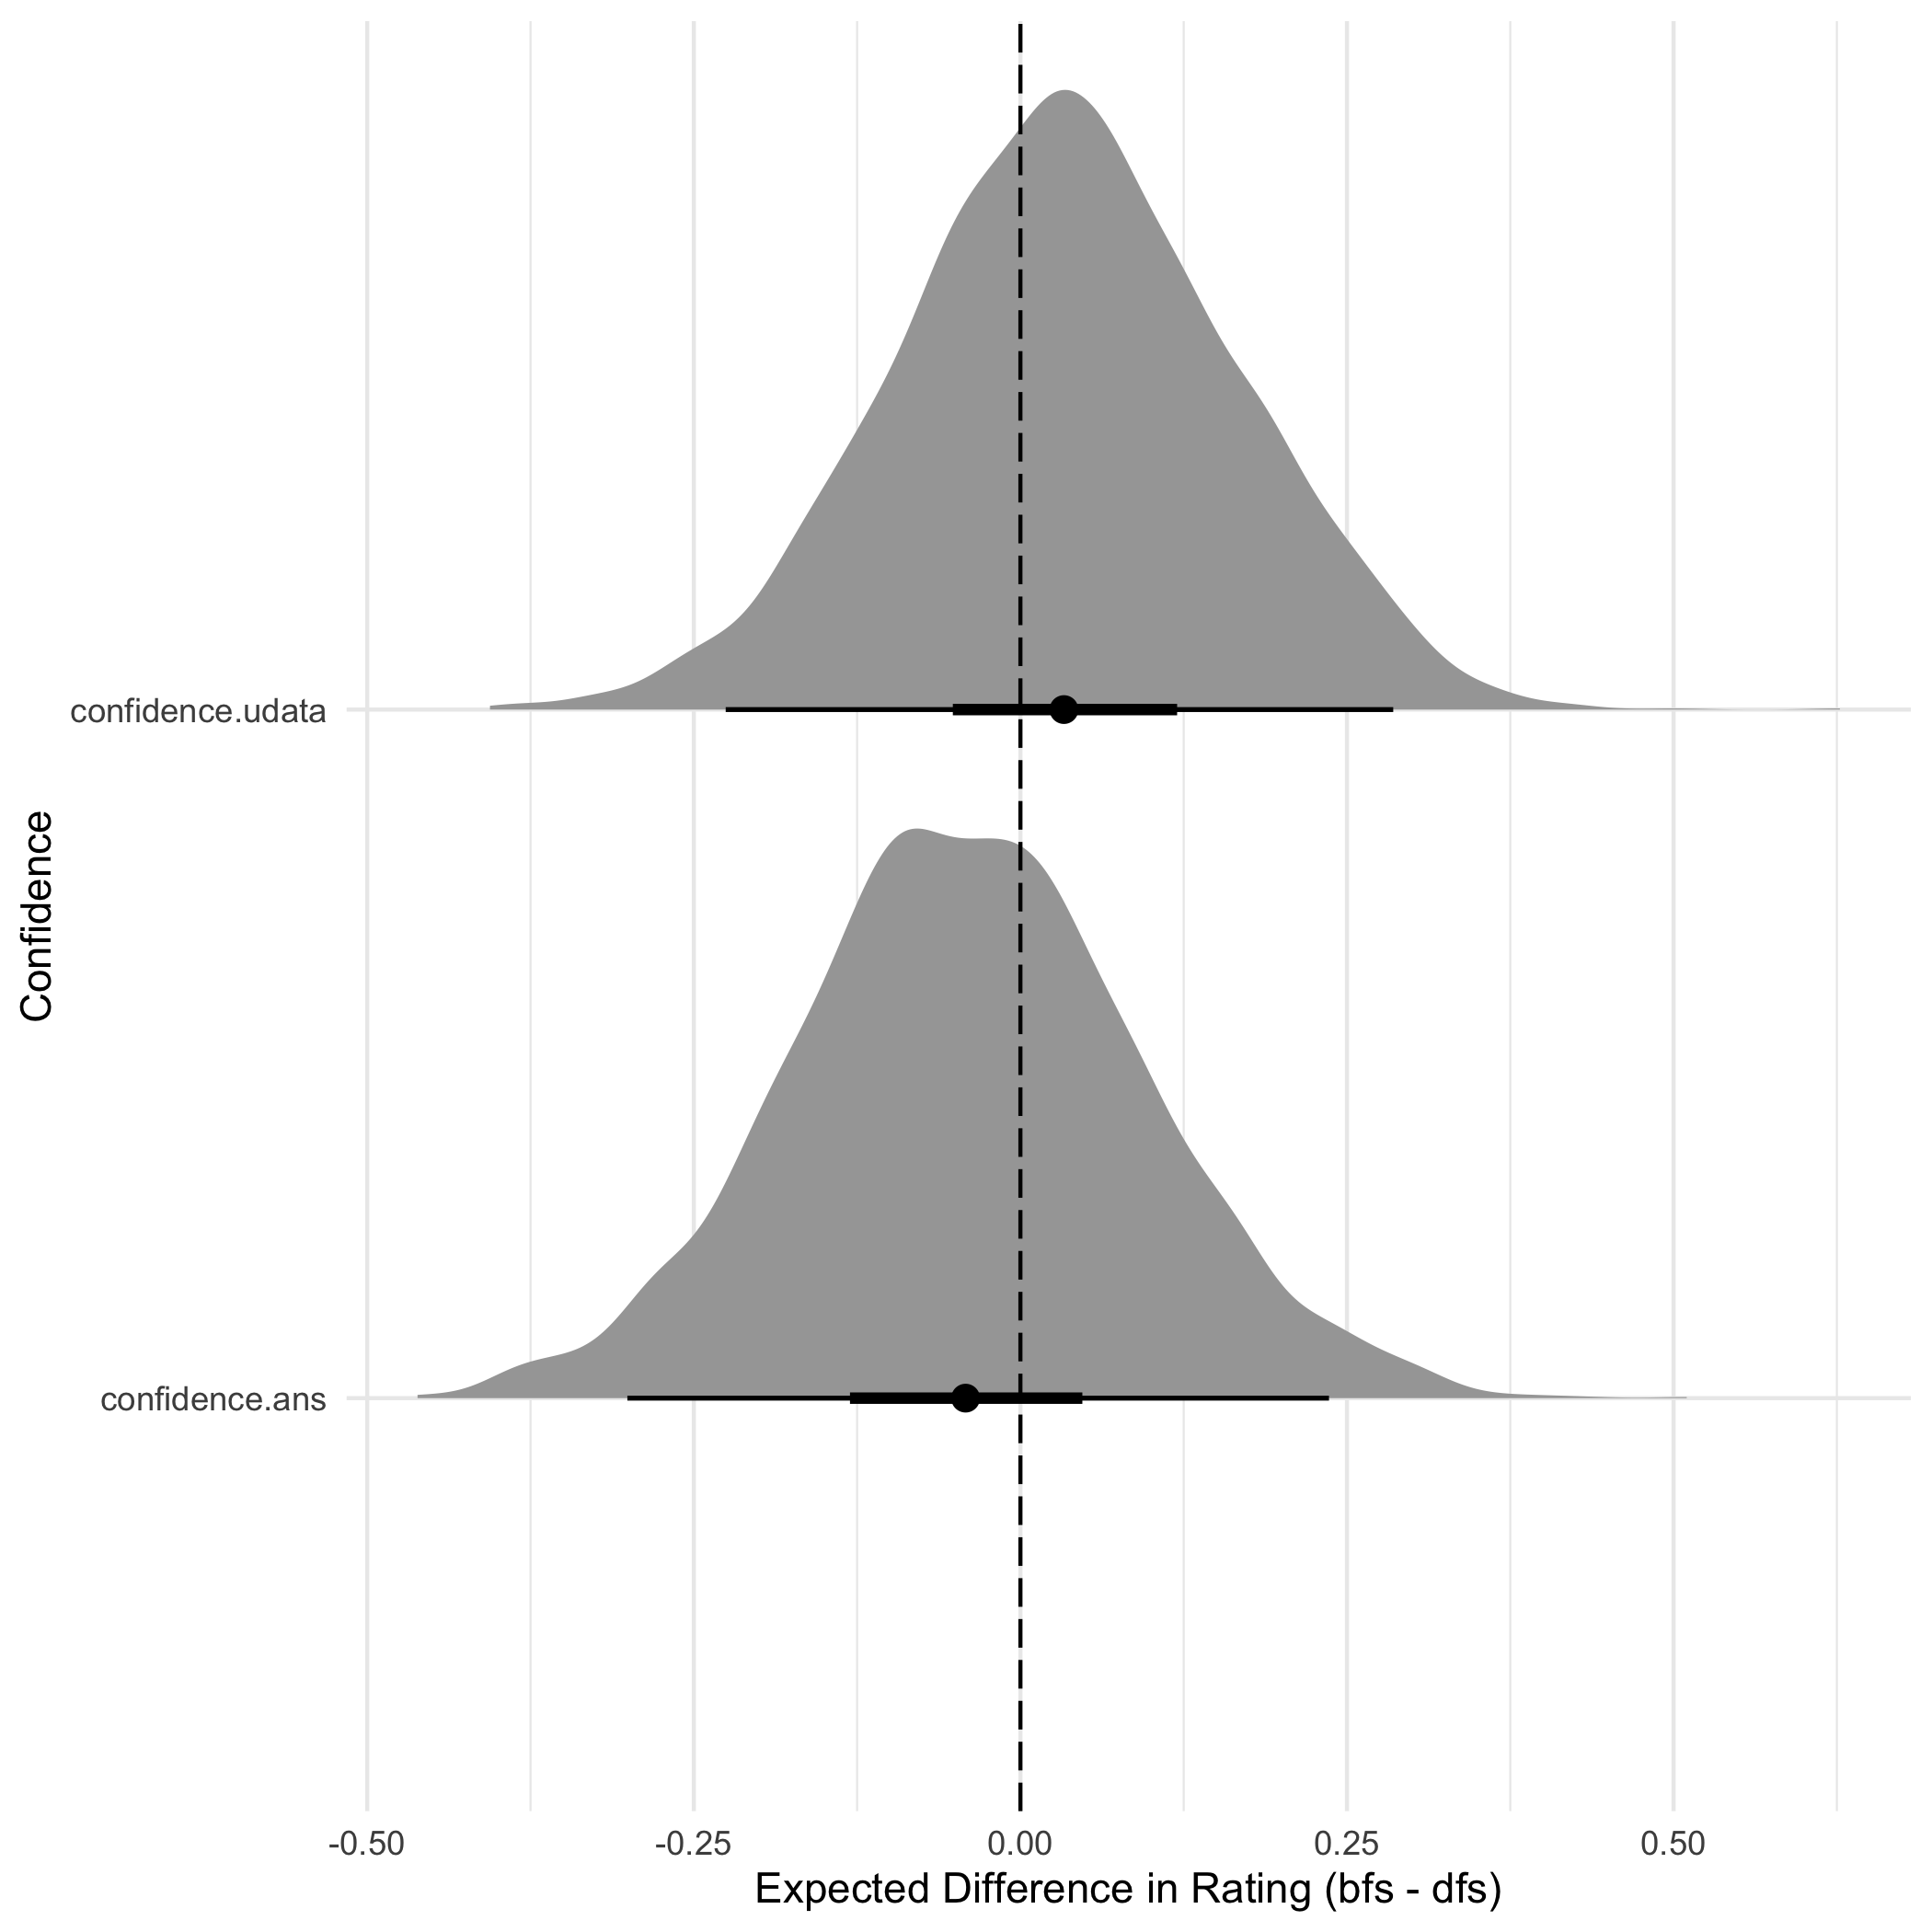 confidence.udata
Confidence
confidence.ans
-0.50 -0.25 0.00 0.25 0.50
Expected Difference in Rating (bfs - dfs)